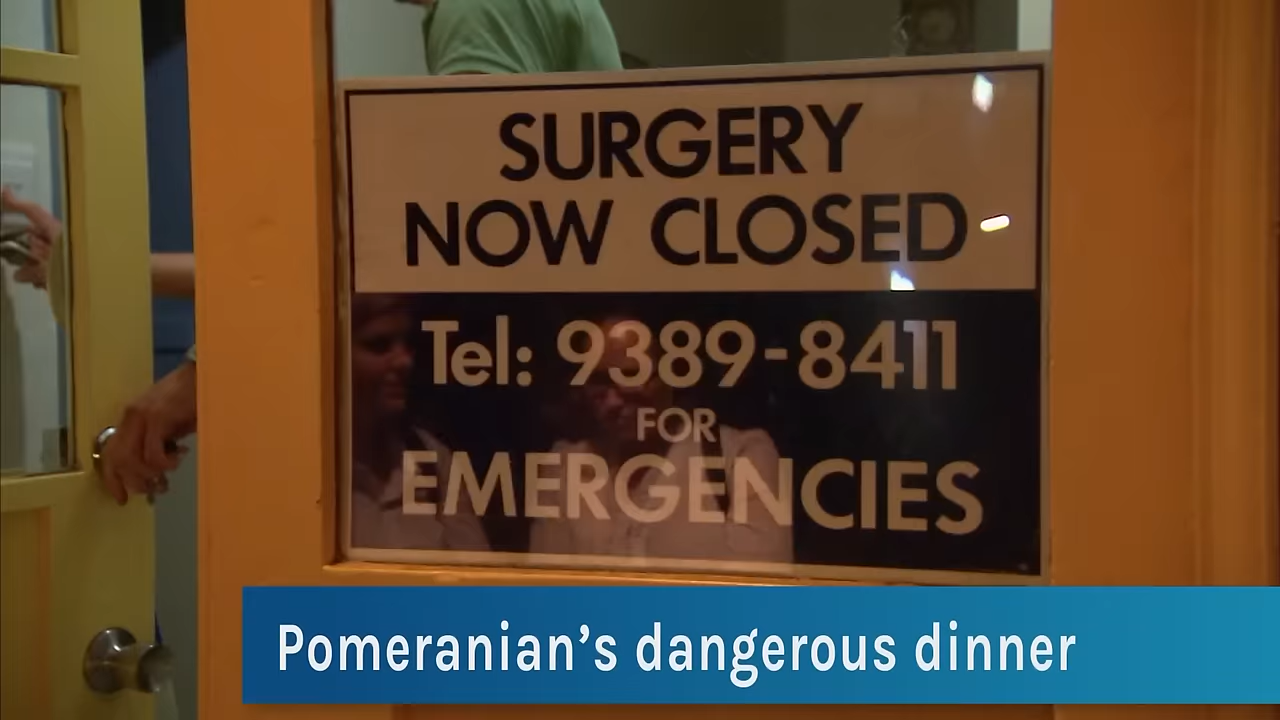 SURGERY
NOW CLOSED
Tel: 9389-8411
FOR
EMERGENCIES
Pomeranian's dangerous dinner